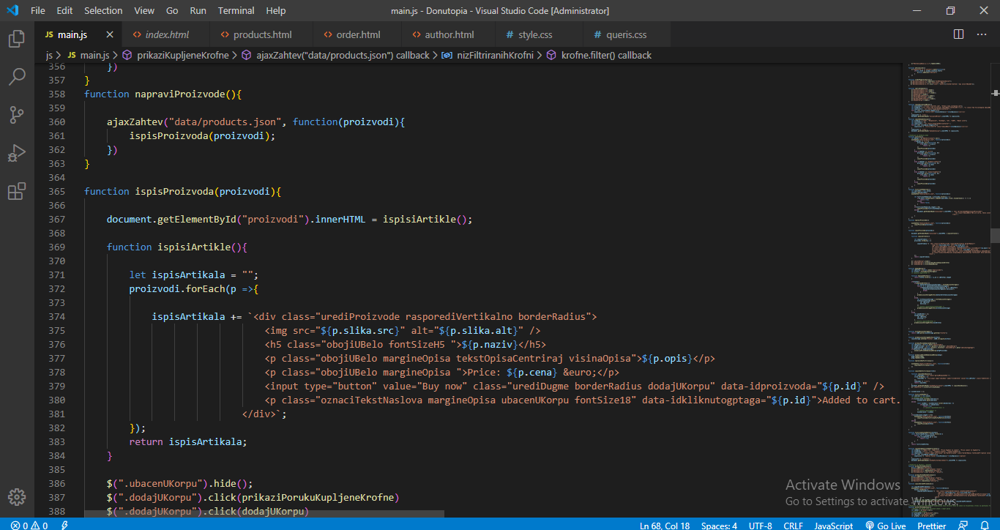 File Edit Selection View Go Run Terminal Help
main.js - Donutopia - Visual Studio Code [Administrator]
JS main.js
index.html
products.html
order.html
author.html
# style.css
# queris.css
js > JS main.js > prikaziKupljeneKrofne > ajaxZahtev("data/products.json") callback > nizFiltriranihKrofni > krofne.filter() callback
356 })
357 }
358 function napraviProizvode(){
359
360 ajaxZahtev("data/products.json", function(proizvodi){
361 ispisProizvoda(proizvodi);
362 })
363 }
364
365 function ispisProizvoda(proizvodi){
366
367 document.getElementById("proizvodi").innerHTML = ispisiArtikle();
368
369 function ispisiArtikle(){
370
371 let ispisArtikala = "";
372 proizvodi.forEach(p =>{
373
374 ispisArtikala += `<div class="urediProizvode rasporediVertikalno borderRadius">
375 <img src="${p.slika.src}" alt="${p.slika.alt}" />
376 <h5 class="obojiUBelo fontSizeH5 ">${p.naziv}</h5>
377 <p class="obojiUBelo margineOpisa tekstOpisaCentriraj visinaOpisa">${p.opis}</p>
378 <p class="obojiUBelo margineOpisa ">Price: ${p.cena} &euro;</p>
379 <input type="button" value="Buy now" class="urediDugme borderRadius dodajUKorpu" data-idproizvoda="${p.id}" />
380 <p class="oznaciTekstNaslova margineOpisa ubacenUKorpu fontSize18" data-idkliknutogptaga="${p.id}">Added to cart.
381 </div>`;
382 });
383 return ispisArtikala;
384 }
385
386 $(".ubacenUKorpu").hide();
387 $(".dodajUKorpu").click(prikaziPorukuKupljeneKrofne)
388 $(".dodajUKorpu").click(dodajUKorpu)
Activate Windows
Go to Settings to activate Windows.
0 0
Ln 68, Col 18 Spaces: 4 UTF-8 CRLF JavaScript Go Live Prettier